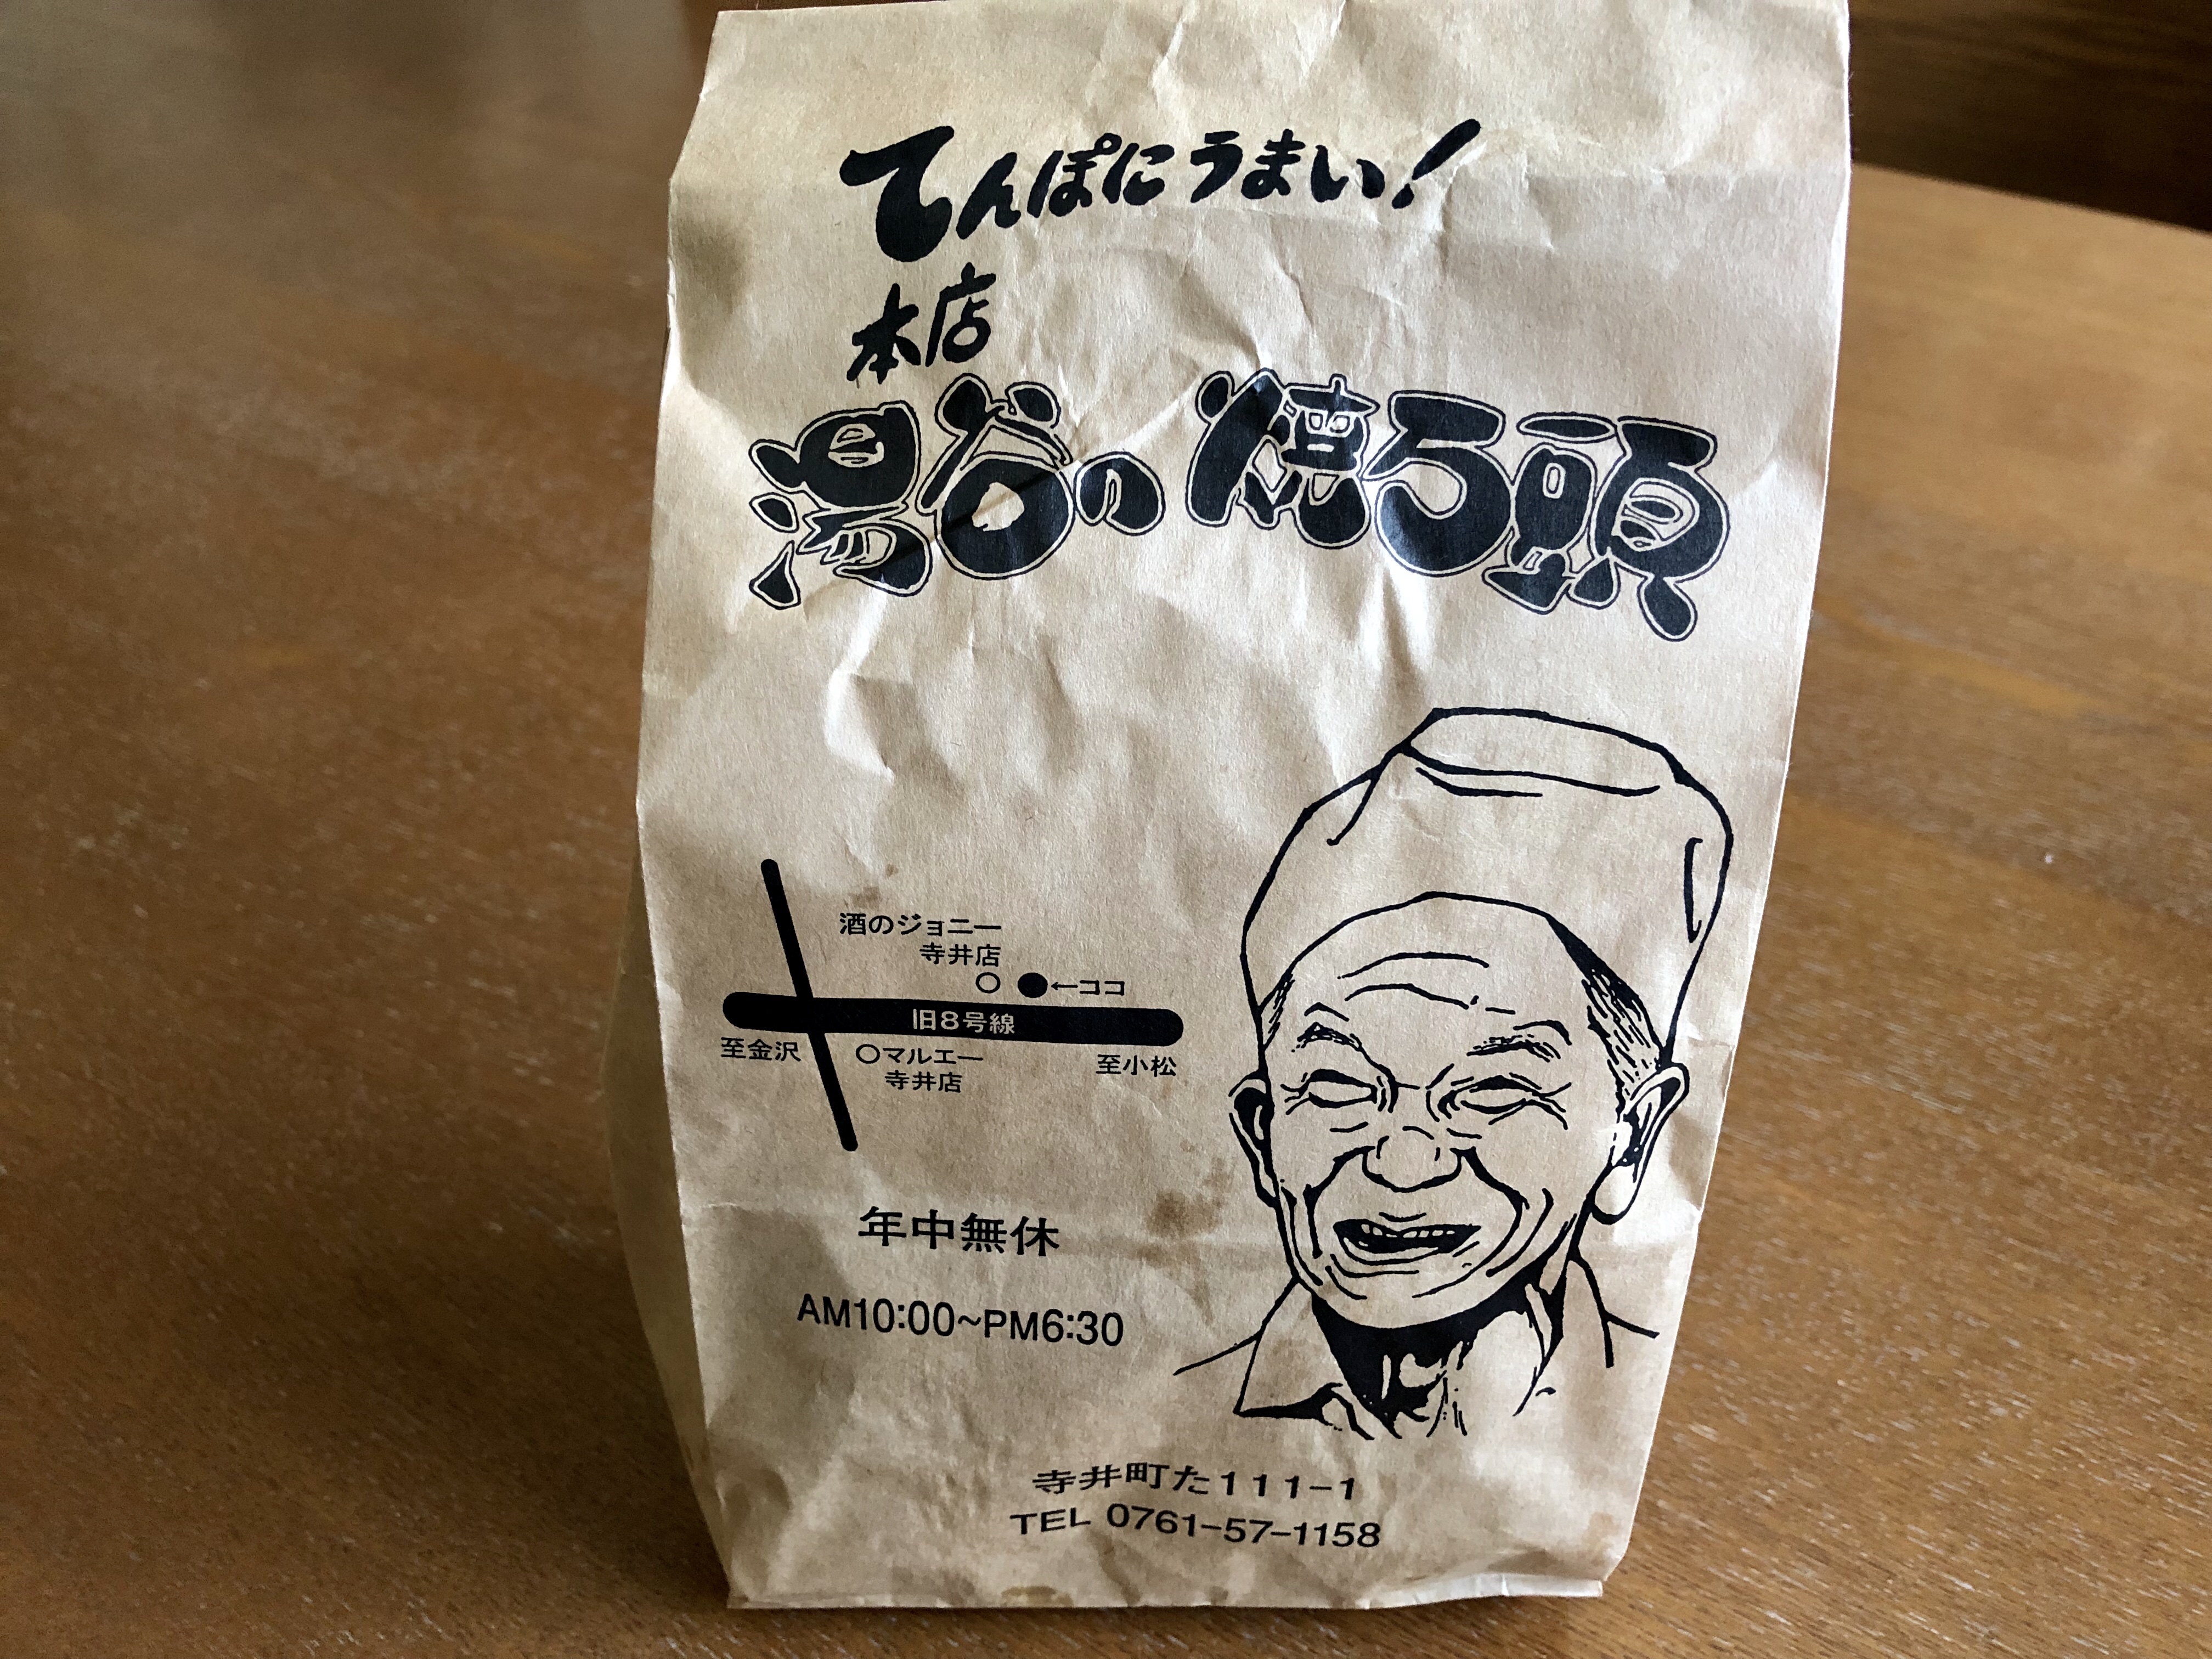 てんぽにうまい!
本店
湯谷の焼う頭
酒のジョニー
寺井店
←ココ
旧8号線
至金沢
マルエー
至小松
寺井店
年中無休
AM10:00~PM6:30
寺井町た111-1
TEL 0761-57-1158